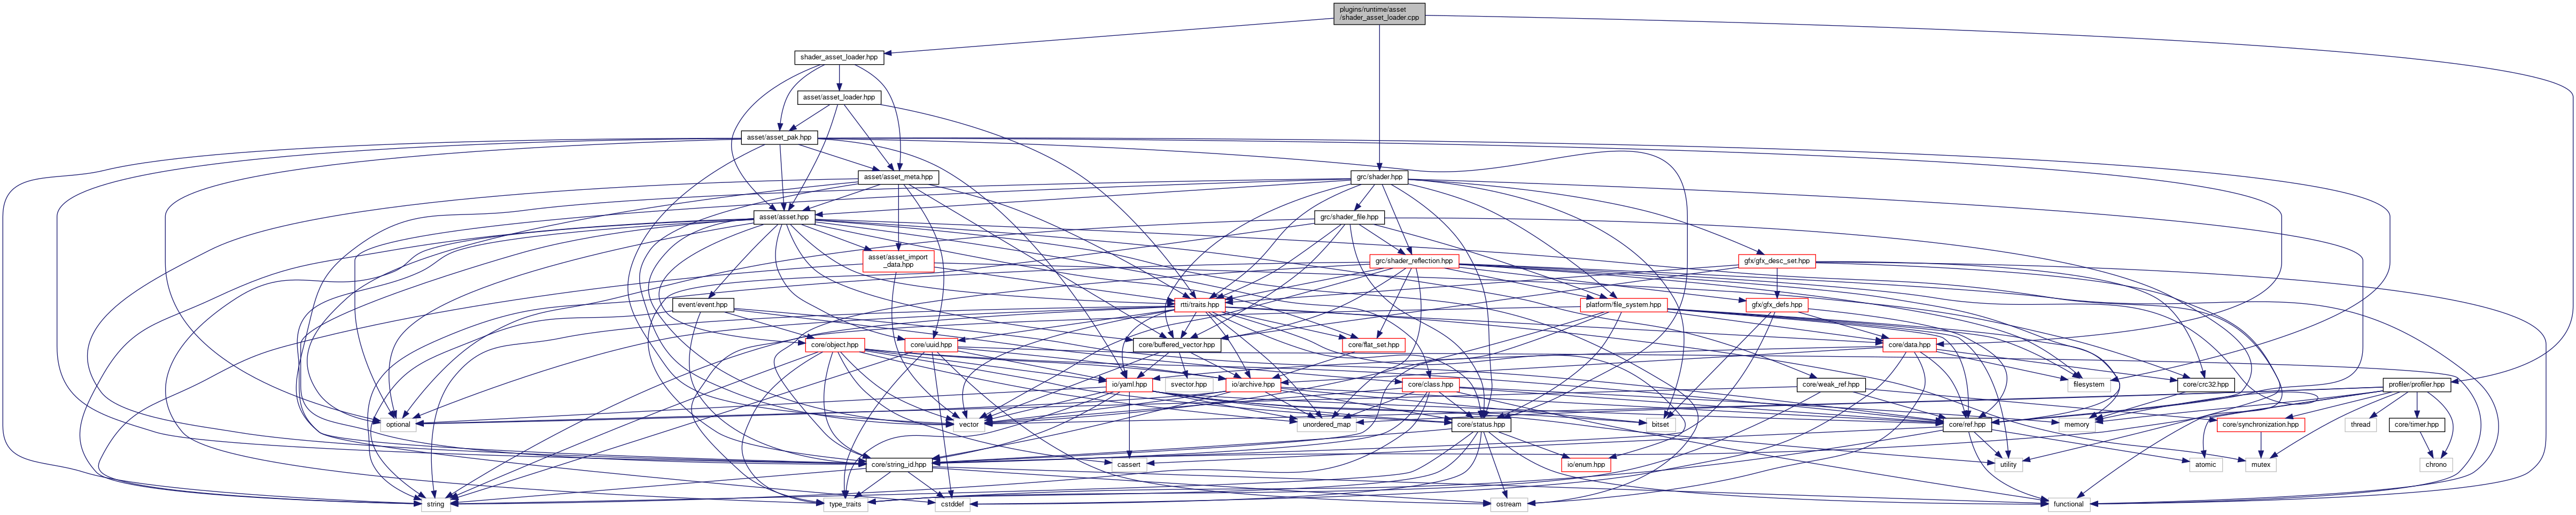 plugins/runtime/asset
/shader_asset_loader.cpp
shader_asset_loader.hpp
asset/asset_loader.hpp
asset/asset_pak.hpp
asset/asset_meta.hpp
grc/shader.hpp
asset/asset.hpp
grc/shader_file.hpp
asset/asset_import
_data.hpp
grc/shader_reflection.hpp
gfx/gfx_desc_set.hpp
event/event.hpp
rtti/traits.hpp
platform/file_system.hpp
gfx/gfx_defs.hpp
core/object.hpp
core/uuid.hpp
core/buffered_vector.hpp
core/flat_set.hpp
core/data.hpp
io/yaml.hpp
svector.hpp
io/archive.hpp
core/class.hpp
core/weak_ref.hpp
filesystem
core/crc32.hpp
profiler/profiler.hpp
optional
vector
unordered_map
core/status.hpp
bitset
core/ref.hpp
memory
core/synchronization.hpp
thread
core/timer.hpp
core/string_id.hpp
cassert
io/enum.hpp
utility
atomic
mutex
chrono
string
type_traits
cstddef
ostream
functional